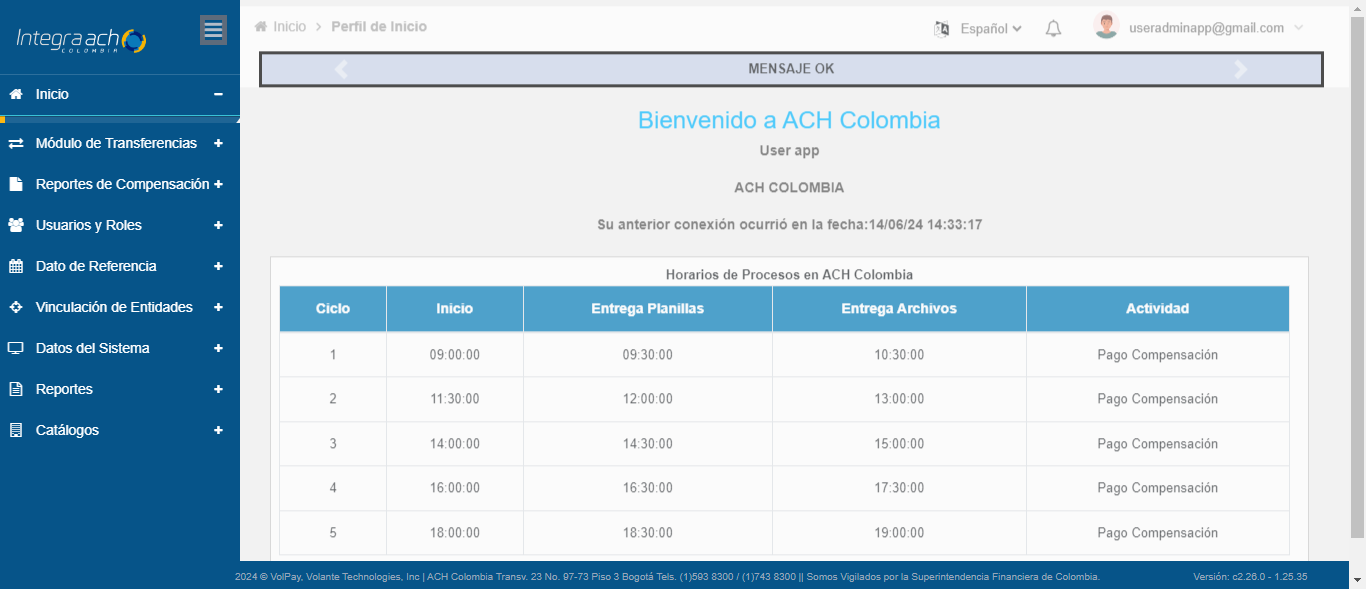 Integra ach
COLOMBIA
Inicio
Módulo de Transferencias
Reportes de Compensación
Usuarios y Roles
Dato de Referencia
Vinculación de Entidades
Datos del Sistema
Reportes
Catálogos
Inicio > Perfil de Inicio
Español
useradminapp@gmail.com
MENSAJE OK
Bienvenido a ACH Colombia
User app
ACH COLOMBIA
Su anterior conexión ocurrió en la fecha:14/06/24 14:33:17
Horarios de Procesos en ACH Colombia
Ciclo Inicio Entrega Planillas Entrega Archivos Actividad
1 09:00:00 09:30:00 10:30:00 Pago Compensación
2 11:30:00 12:00:00 13:00:00 Pago Compensación
3 14:00:00 14:30:00 15:00:00 Pago Compensación
4 16:00:00 16:30:00 17:30:00 Pago Compensación
5 18:00:00 18:30:00 19:00:00 Pago Compensación
2024 © VolPay, Volante Technologies, Inc | ACH Colombia Transv. 23 No. 97-73 Piso 3 Bogotá Tels. (1)593 8300 / (1)743 8300 || Somos Vigilados por la Superintendencia Financiera de Colombia. Versión: c2.26.0 - 1.25.35